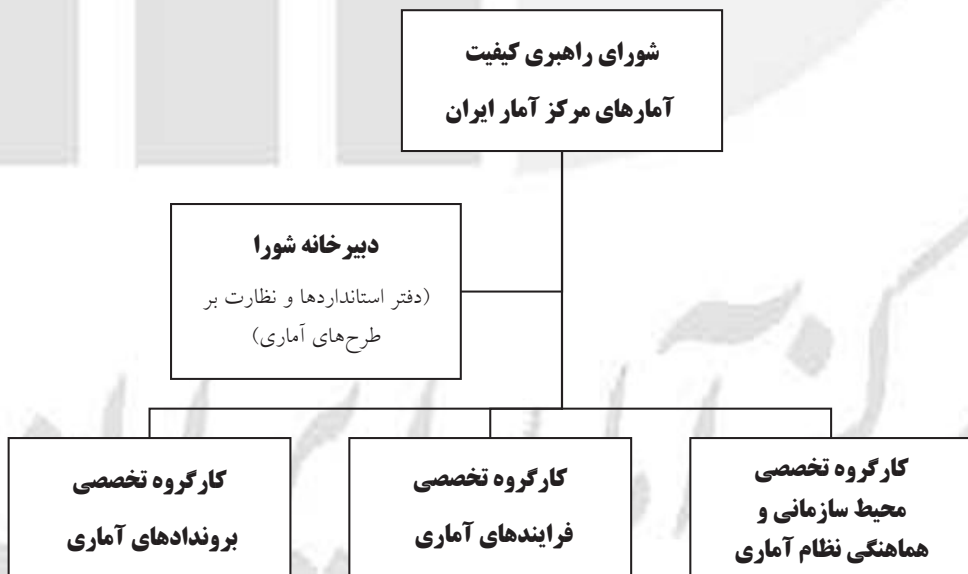 شورای راهبری کیفیت
آمارهای مرکز آمار ایران
دبیرخانه شورا
(دفتر استانداردها و نظارت بر
طرح‌های آماری)
کارگروه تخصصی
محیط سازمانی و
هماهنگی نظام آماری
کارگروه تخصصی
فرایندهای آماری
کارگروه تخصصی
بروندادهای آماری